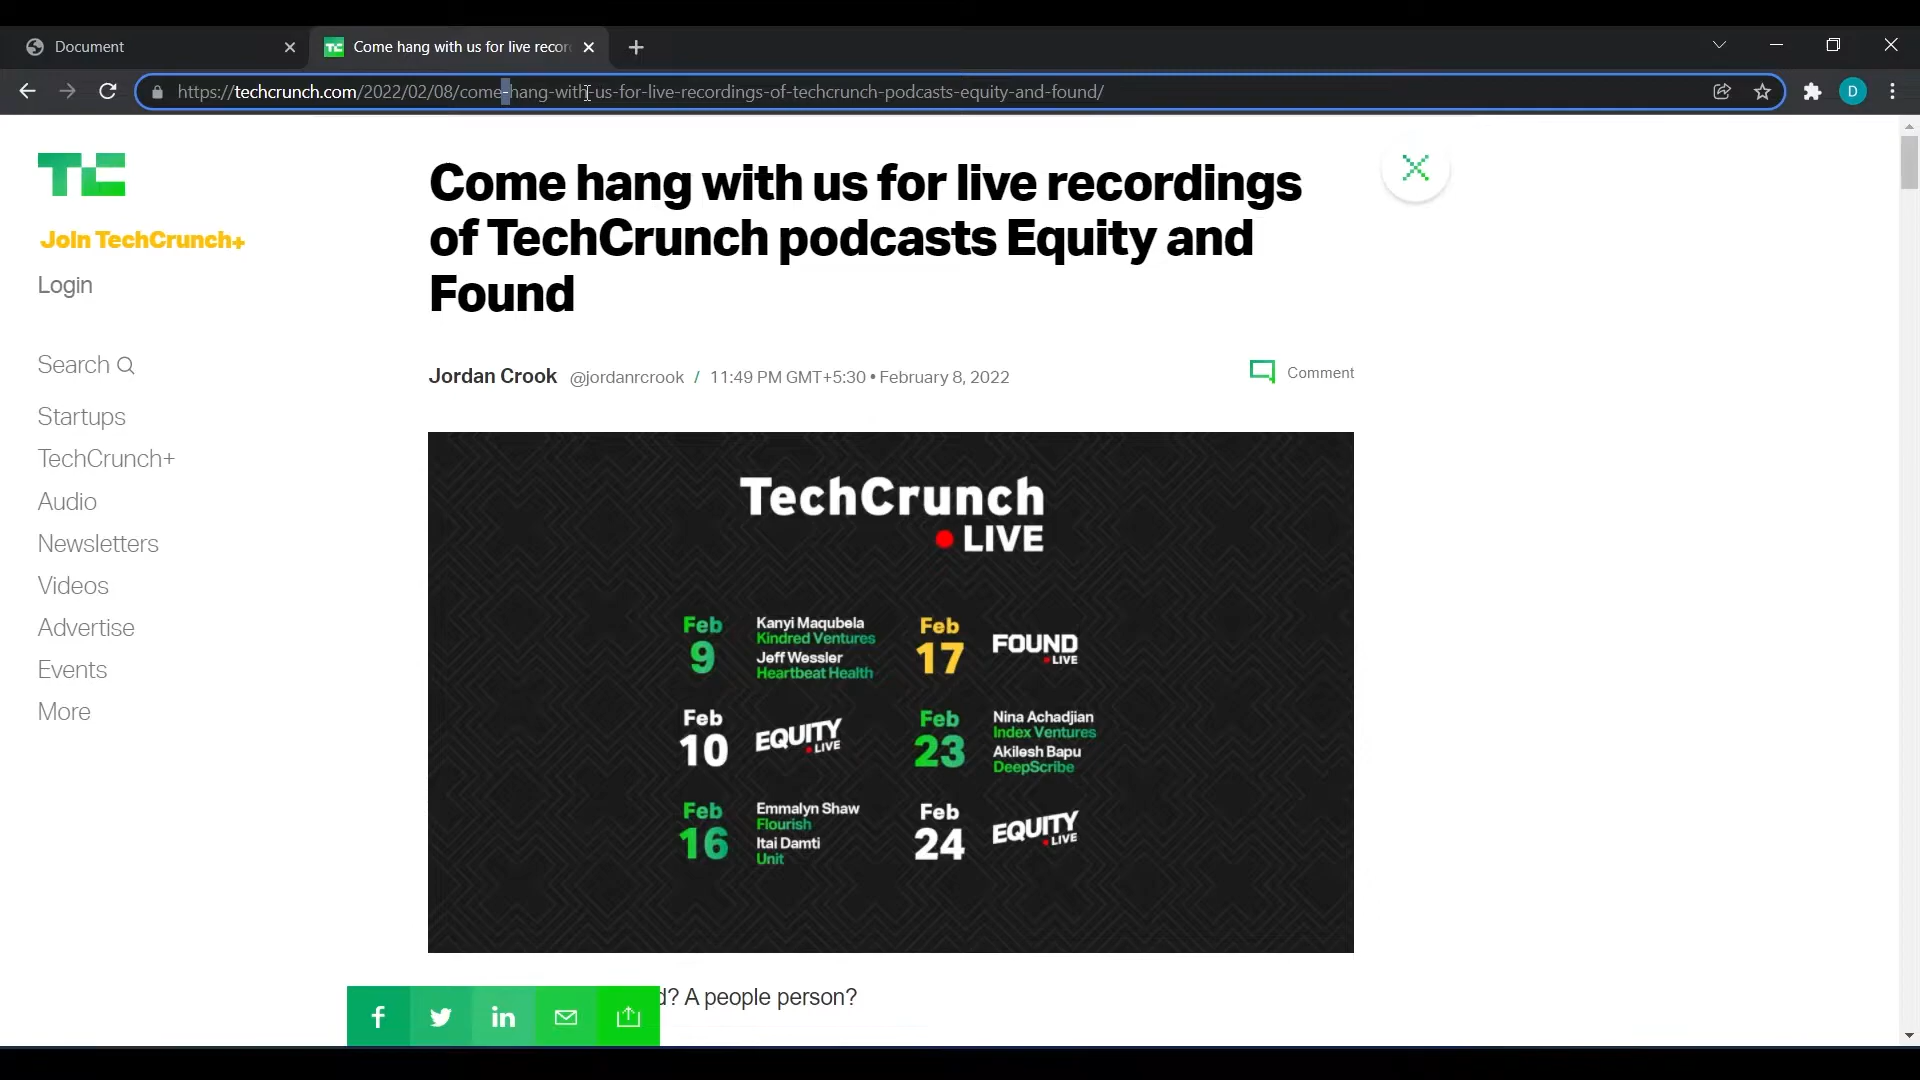 Document
Come hang with us for live recor
https://techcrunch.com/2022/02/08/come-hang-with-us-for-live-recordings-of-techcrunch-podcasts-equity-and-found/
D
TC
Join TechCrunch+
Login
Search
Startups
TechCrunch+
Audio
Newsletters
Videos
Advertise
Events
More
Come hang with us for live recordings
of TechCrunch podcasts Equity and
Found
Jordan Crook @jordanrcrook / 11:49 PM GMT+5:30 • February 8, 2022
Comment
TechCrunch
LIVE
Feb
9
Kanyi Maqubela
Kindred Ventures
Jeff Wessler
Heartbeat Health
Feb
17
FOUND
LIVE
Feb
10
EQUITY
LIVE
Feb
23
Nina Achadjian
Index Ventures
Akilesh Bapu
DeepScribe
Feb
16
Emmalyn Shaw
Flourish
Itai Damti
Unit
Feb
24
EQUITY
LIVE
d? A people person?